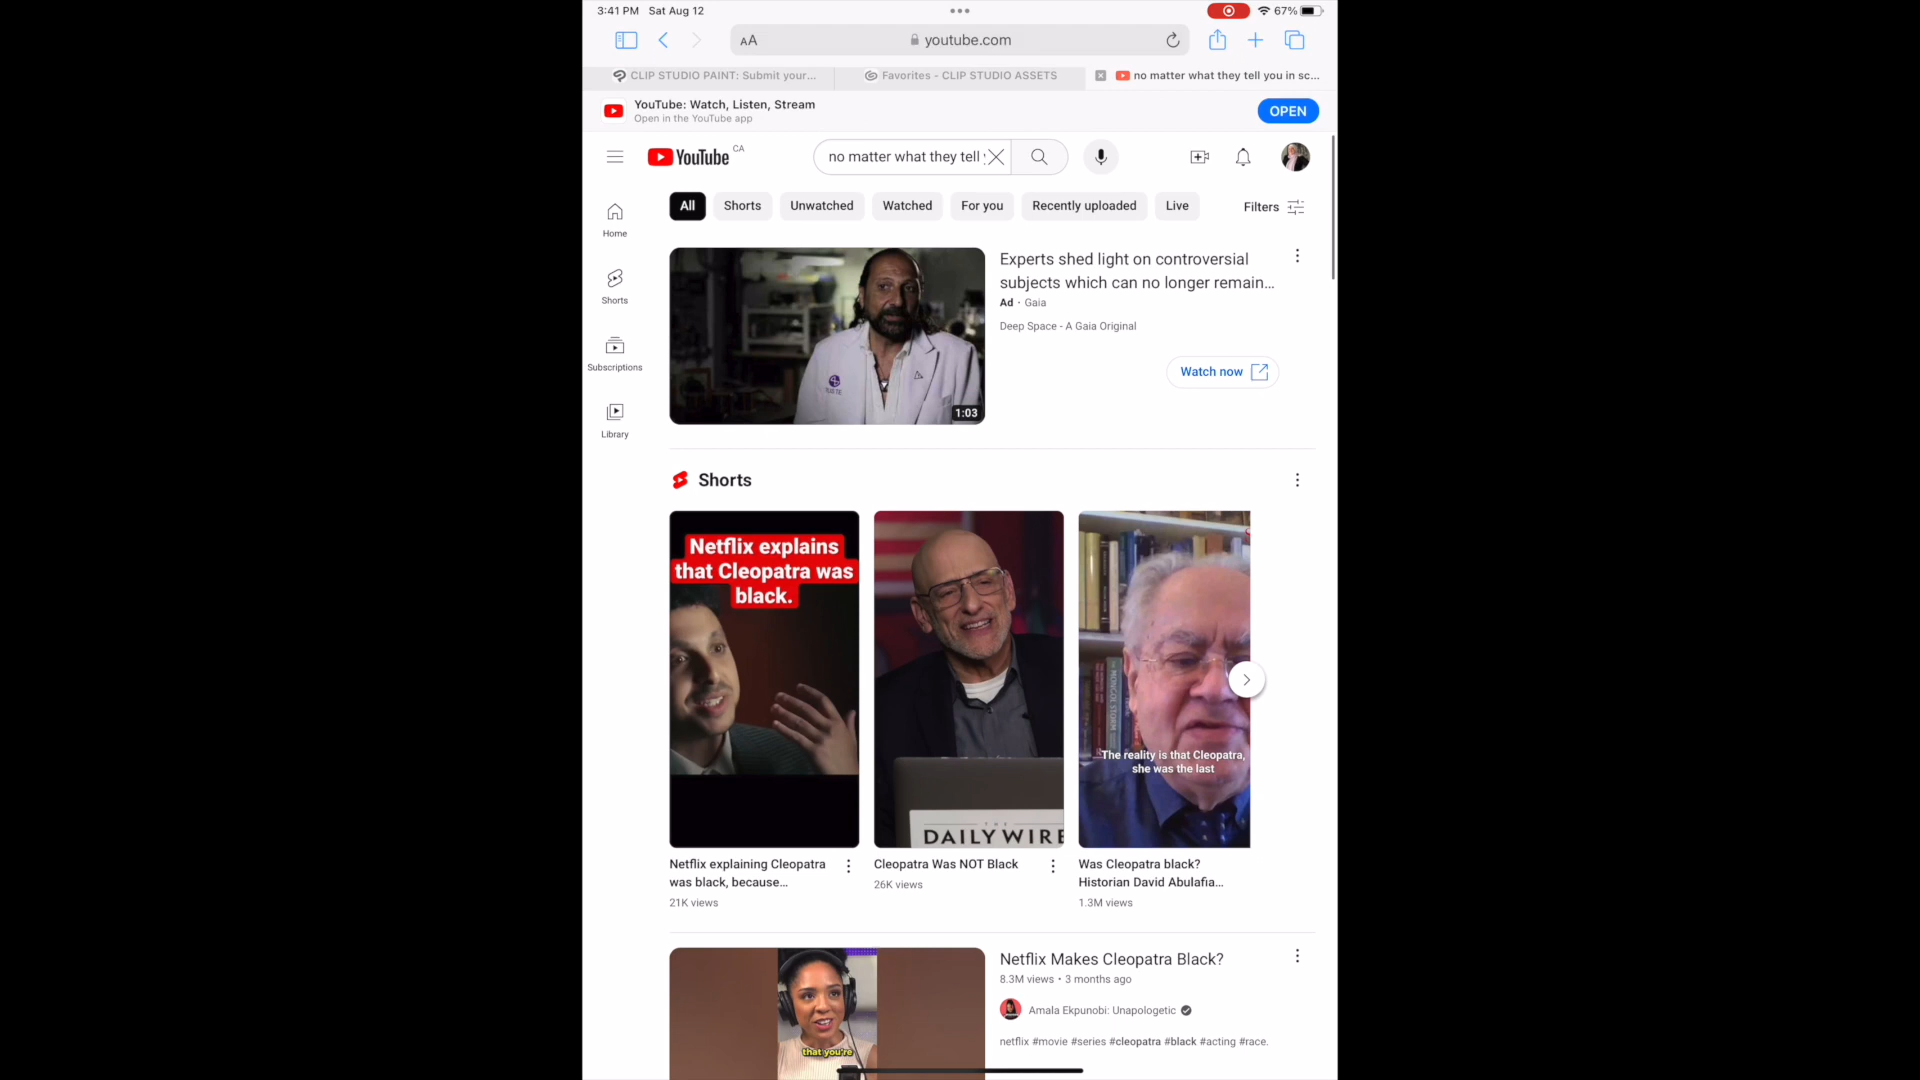 3:41 PM Sat Aug 12
67%
AA
youtube.com
CLIP STUDIO PAINT: Submit your...
Favorites - CLIP STUDIO ASSETS
no matter what they tell you in sc...
YouTube: Watch, Listen, Stream
Open in the YouTube app
OPEN
YouTube CA
no matter what they tell
All
Shorts
Unwatched
Watched
For you
Recently uploaded
Live
Filters
Home
Shorts
Subscriptions
Library
Experts shed light on controversial
subjects which can no longer remain...
Ad · Gaia
Deep Space - A Gaia Original
Watch now
1:03
Shorts
Netflix explains
that Cleopatra was
black.
THE
DAILY WIRE
THE MONGOL STORM
The reality is that Cleopatra,
she was the last
Netflix explaining Cleopatra
was black, because...
21K views
Cleopatra Was NOT Black
26K views
Was Cleopatra black?
Historian David Abulafia...
1.3M views
that you're
Netflix Makes Cleopatra Black?
8.3M views • 3 months ago
Amala Ekpunobi: Unapologetic
netflix #movie #series #cleopatra #black #acting #race.